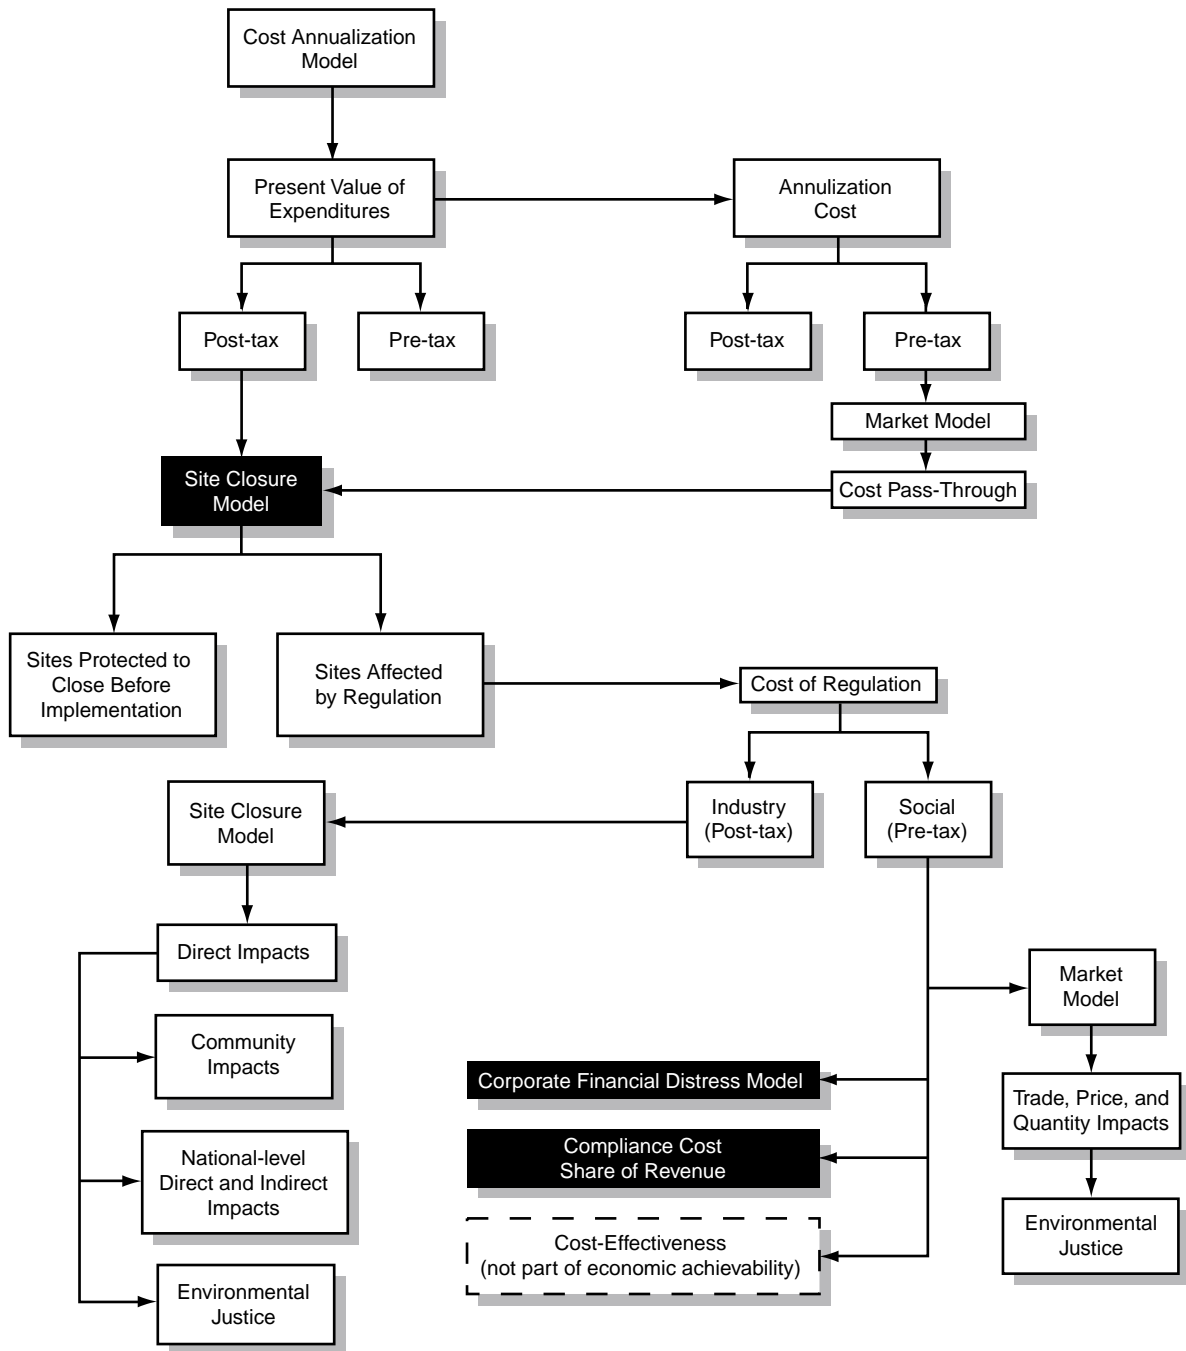 Cost Annualization
Model
Present Value of
Expenditures
Annulization
Cost
Post-tax
Pre-tax
Post-tax
Pre-tax
Market Model
Cost Pass-Through
Site Closure
Model
Sites Protected to
Close Before
Implementation
Sites Affected
by Regulation
Cost of Regulation
Site Closure
Model
Industry
(Post-tax)
Social
(Pre-tax)
Direct Impacts
Community
Impacts
National-level
Direct and Indirect
Impacts
Environmental
Justice
Corporate Financial Distress Model
Compliance Cost
Share of Revenue
Cost-Effectiveness
(not part of economic achievability)
Market
Model
Trade, Price, and
Quantity Impacts
Environmental
Justice